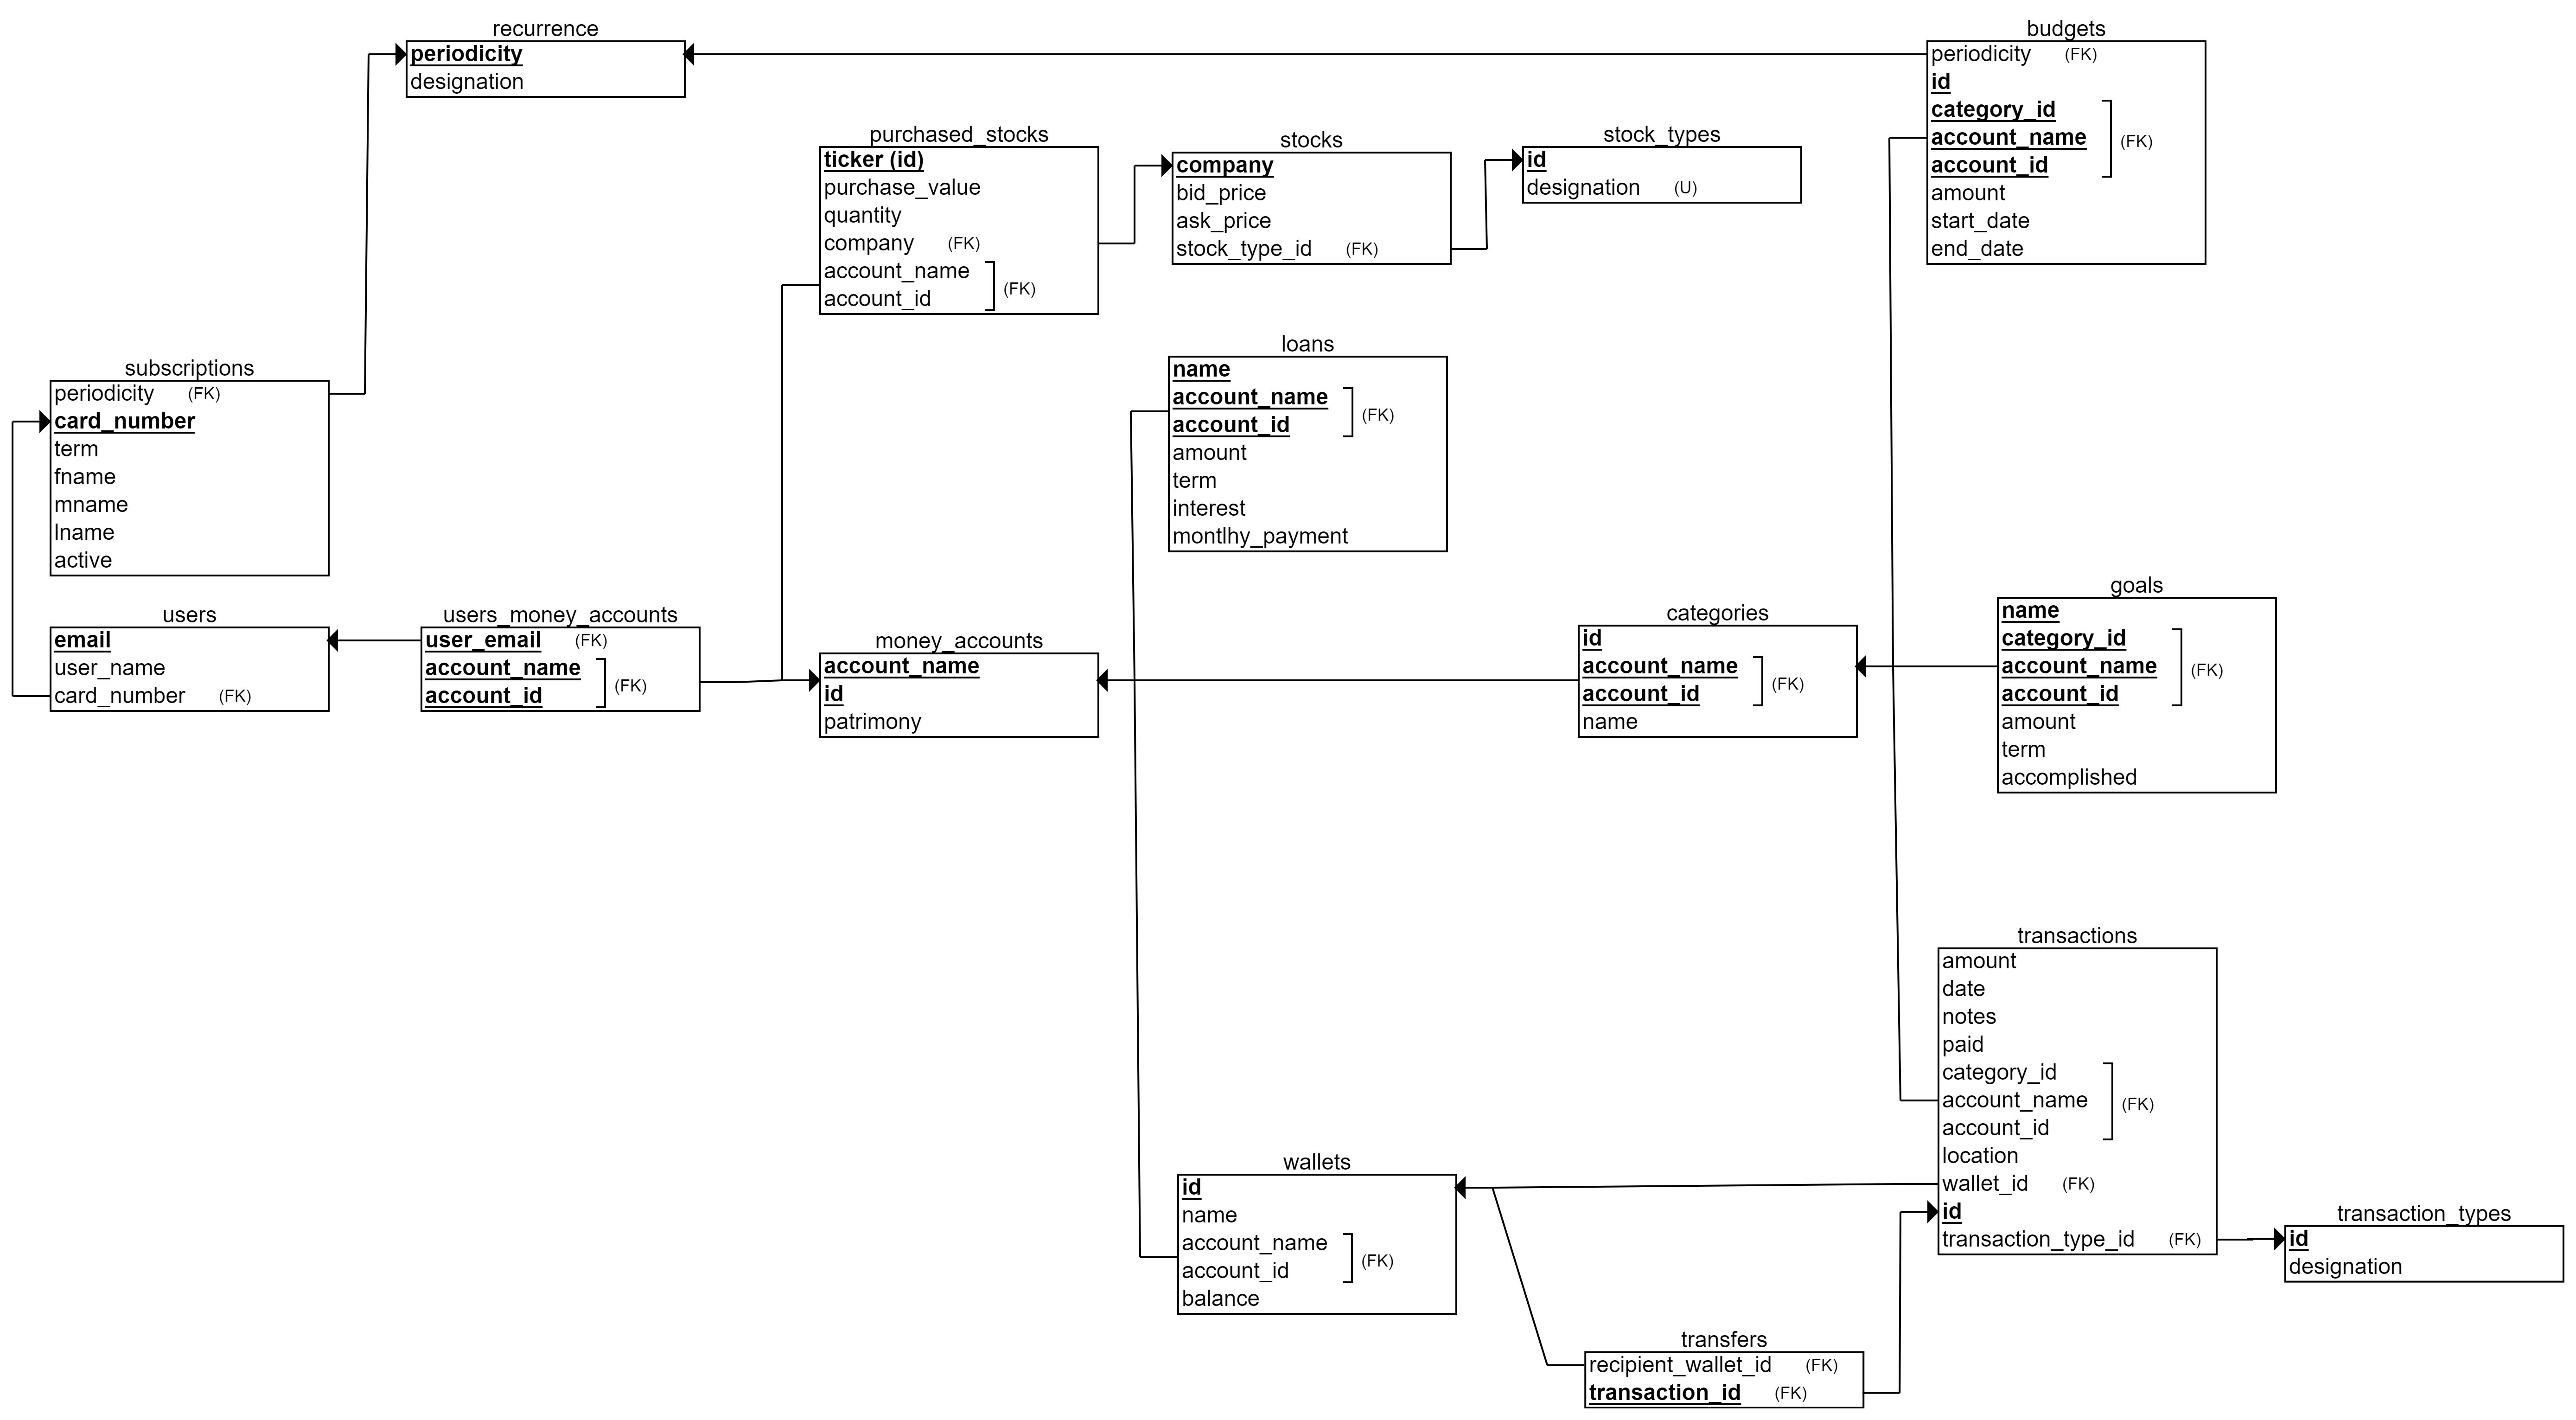 recurrence
periodicity
designation
budgets
periodicity (FK)
id
category_id
account_name
account_id
(FK)
amount
start_date
end_date
purchased_stocks
ticker (id)
purchase_value
quantity
company (FK)
account_name
account_id
(FK)
stocks
company
bid_price
ask_price
stock_type_id (FK)
stock_types
id
designation (U)
loans
name
account_name
account_id
(FK)
amount
term
interest
montlhy_payment
subscriptions
periodicity (FK)
card_number
term
fname
mname
lname
active
users
email
user_name
card_number (FK)
users_money_accounts
user_email (FK)
account_name
account_id
(FK)
money_accounts
account_name
id
patrimony
categories
id
account_name
account_id
(FK)
name
goals
name
category_id
account_name
account_id
(FK)
amount
term
accomplished
transactions
amount
date
notes
paid
category_id
account_name
account_id
(FK)
location
wallet_id (FK)
id
transaction_type_id (FK)
wallets
id
name
account_name
account_id
(FK)
balance
transaction_types
id
designation
transfers
recipient_wallet_id (FK)
transaction_id (FK)